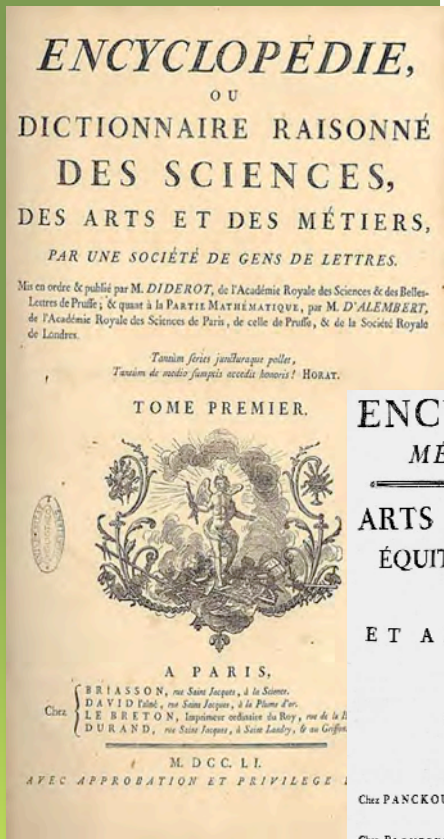 ENCYCLOPÉDIE,
OU
DICTIONNAIRE RAISONNÉ
DES SCIENCES,
DES ARTS ET DES MÉTIERS,
PAR UNE SOCIÉTÉ DE GENS DE LETTRES.
Mis en ordre & publié par M. DIDEROT, de l'Académie Royale des Sciences & des Belles-
Lettres de Prusse; & quant à la PARTIE MATHÉMATIQUE, par M. D'ALEMBERT,
de l'Académie Royale des Sciences de Paris, de celle de Prusse, & de la Société Royale
de Londres.
Tantùm series juncturaque pollet,
Tantùm de medio sumptis accedit honoris! HORAT.
TOME PREMIER.
A PARIS,
Chez
BRIASSON, rue Saint Jacques, à la Science.
DAVID l'aîné, rue Saint Jacques, à la Plume d'or.
LE BRETON, Imprimeur ordinaire du Roy, rue de la
DURAND, rue Saint Jacques, à Saint Landry, & au
M. DCC. LI.
AVEC APPROBATION ET PRIVILEGE
ENC
MÉ
ARTS
ÉQUIT
ET A
Chez PANCKOU